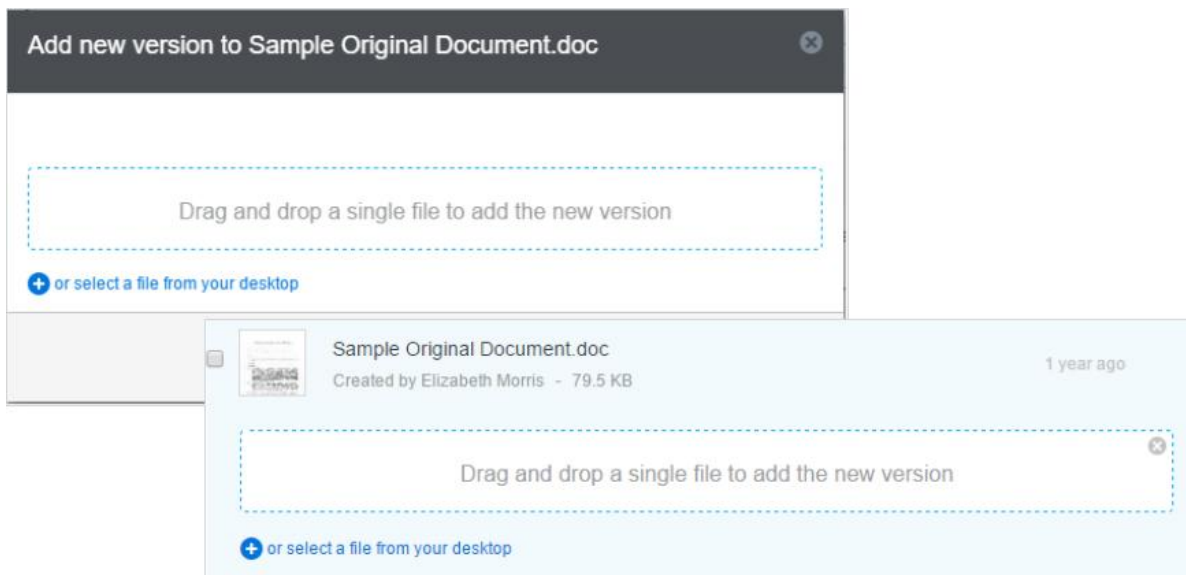 Add new version to Sample Original Document.doc
Drag and drop a single file to add the new version
or select a file from your desktop
Sample Original Document.doc
1 year ago
Created by Elizabeth Morris - 79.5 KB
Drag and drop a single file to add the new version
or select a file from your desktop